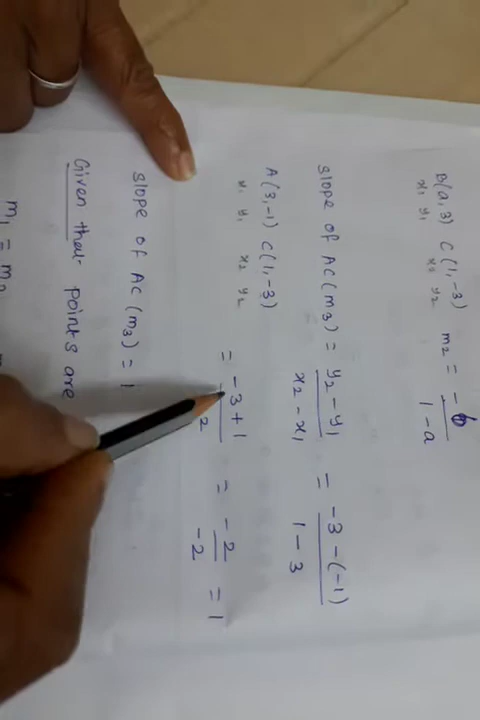 B(a, 3) C(1, -3) m₂ = -6/(1-a)
x₁ y₁ x₂ y₂
slope of AC (m₃) = (y₂ - y₁)/(x₂ - x₁) = (-3 - (-1))/(1 - 3)
A(3, -1) C(1, -3)
x₁ y₁ x₂ y₂
= (-3 + 1)/2 = -2/-2 = 1
slope of AC (m₃) = 1
Given that points are
m₁ = m₂